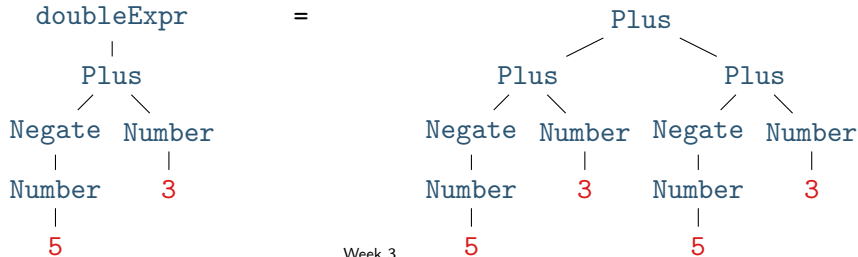 doubleExpr = Plus
Plus Plus Plus
Negate Number Negate Number Negate Number
Number 3 Number 3 Number 3
5 Week 3 5 5